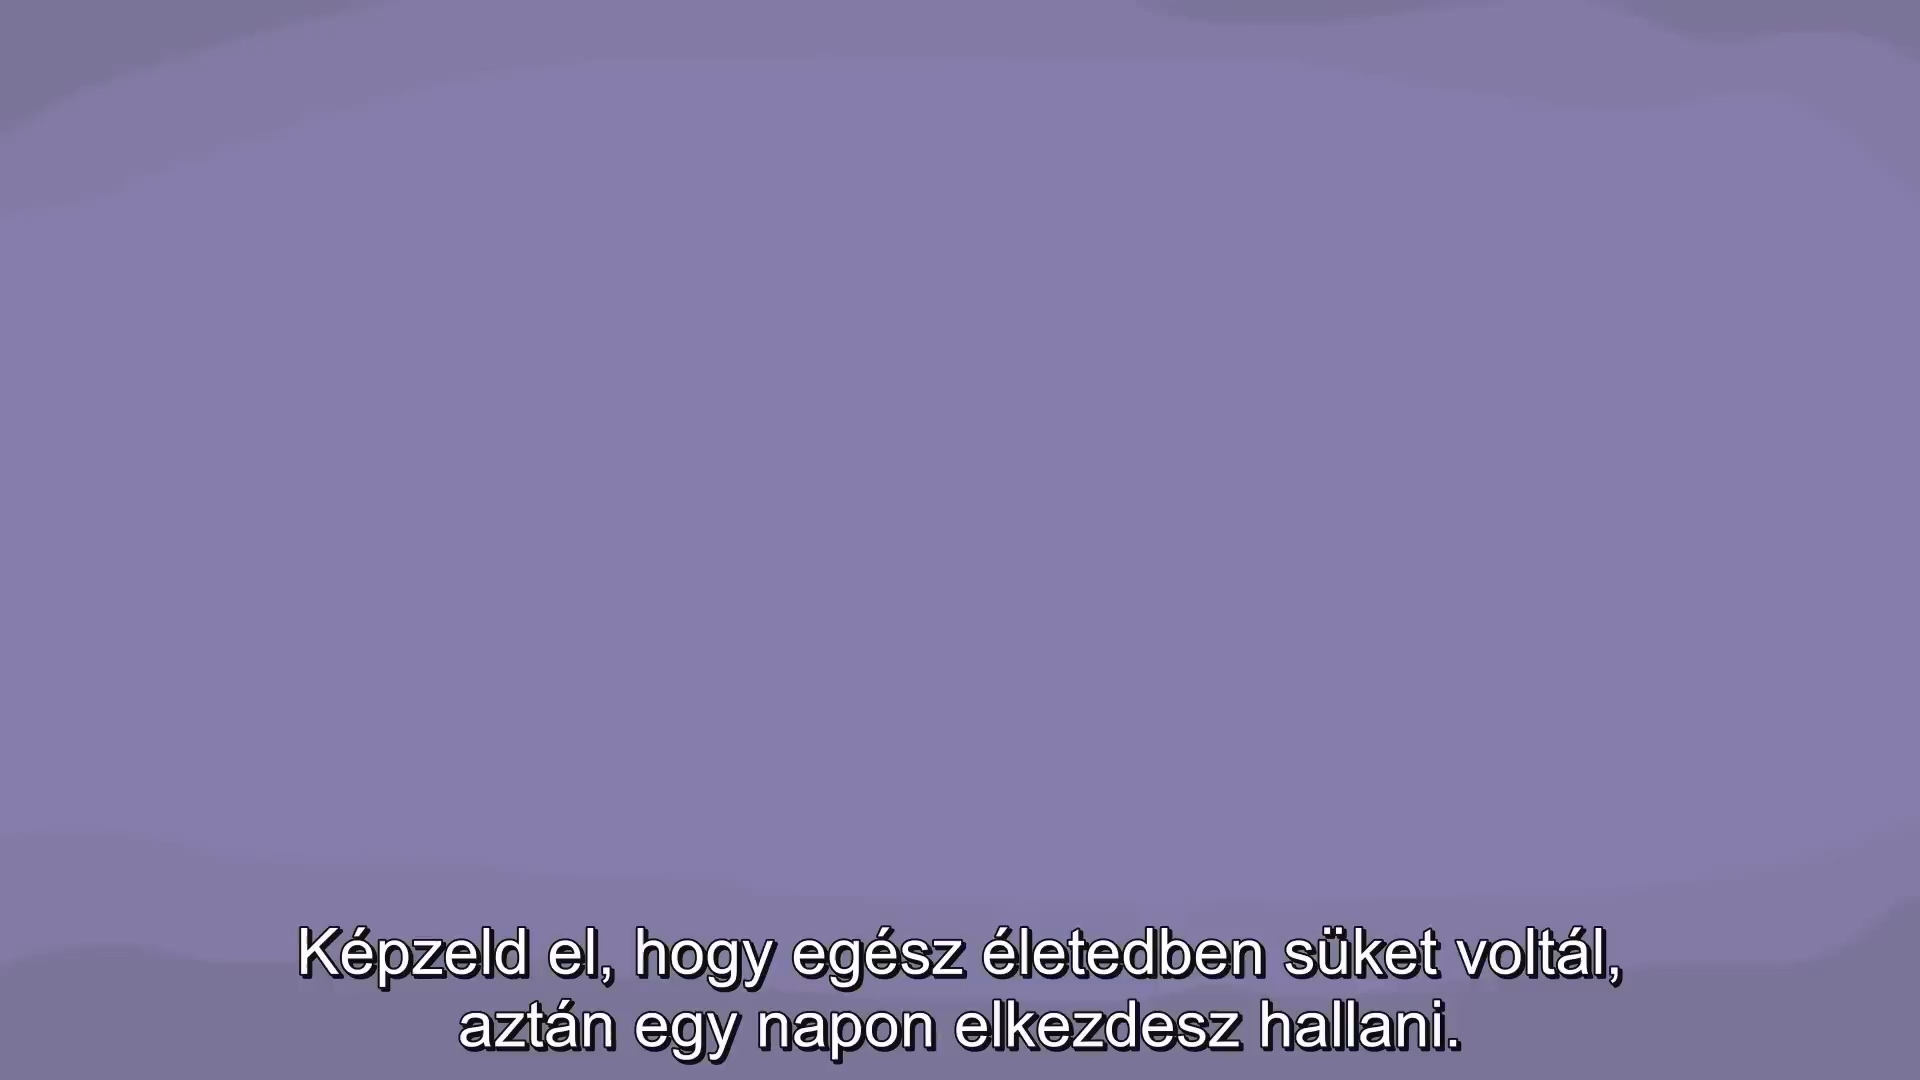 Képzeld el, hogy egész életedben süket voltál,
aztán egy napon elkezdesz hallani.